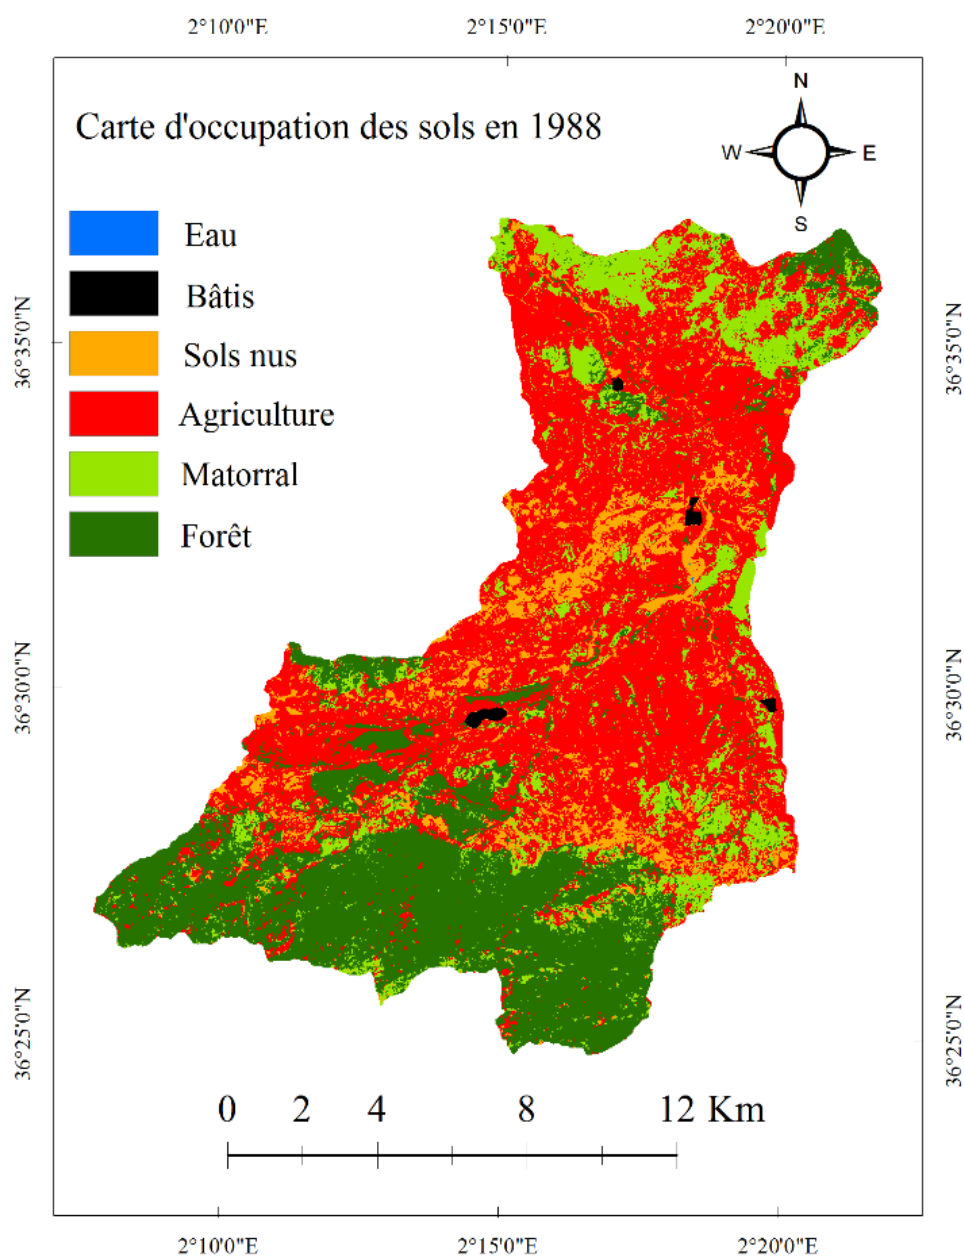 2°10'0"E 2°15'0"E 2°20'0"E
N
Carte d'occupation des sols en 1988
W E
S
Eau
Bâtis
Sols nus
Agriculture
Matorral
Forêt
36°35'0"N 36°35'0"N
36°30'0"N 36°30'0"N
36°25'0"N 36°25'0"N
0 2 4 8 12 Km
2°10'0"E 2°15'0"E 2°20'0"E